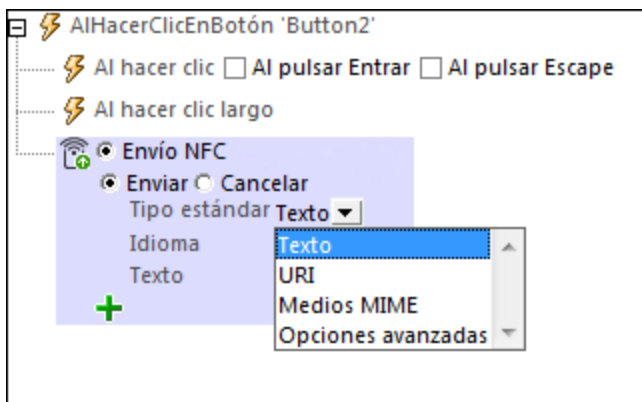 AlHacerClicEnBotón 'Button2'
Al hacer clic Al pulsar Entrar Al pulsar Escape
Al hacer clic largo
Envío NFC
Enviar Cancelar
Tipo estándar Texto
Idioma Texto
Texto URI
Medios MIME
Opciones avanzadas